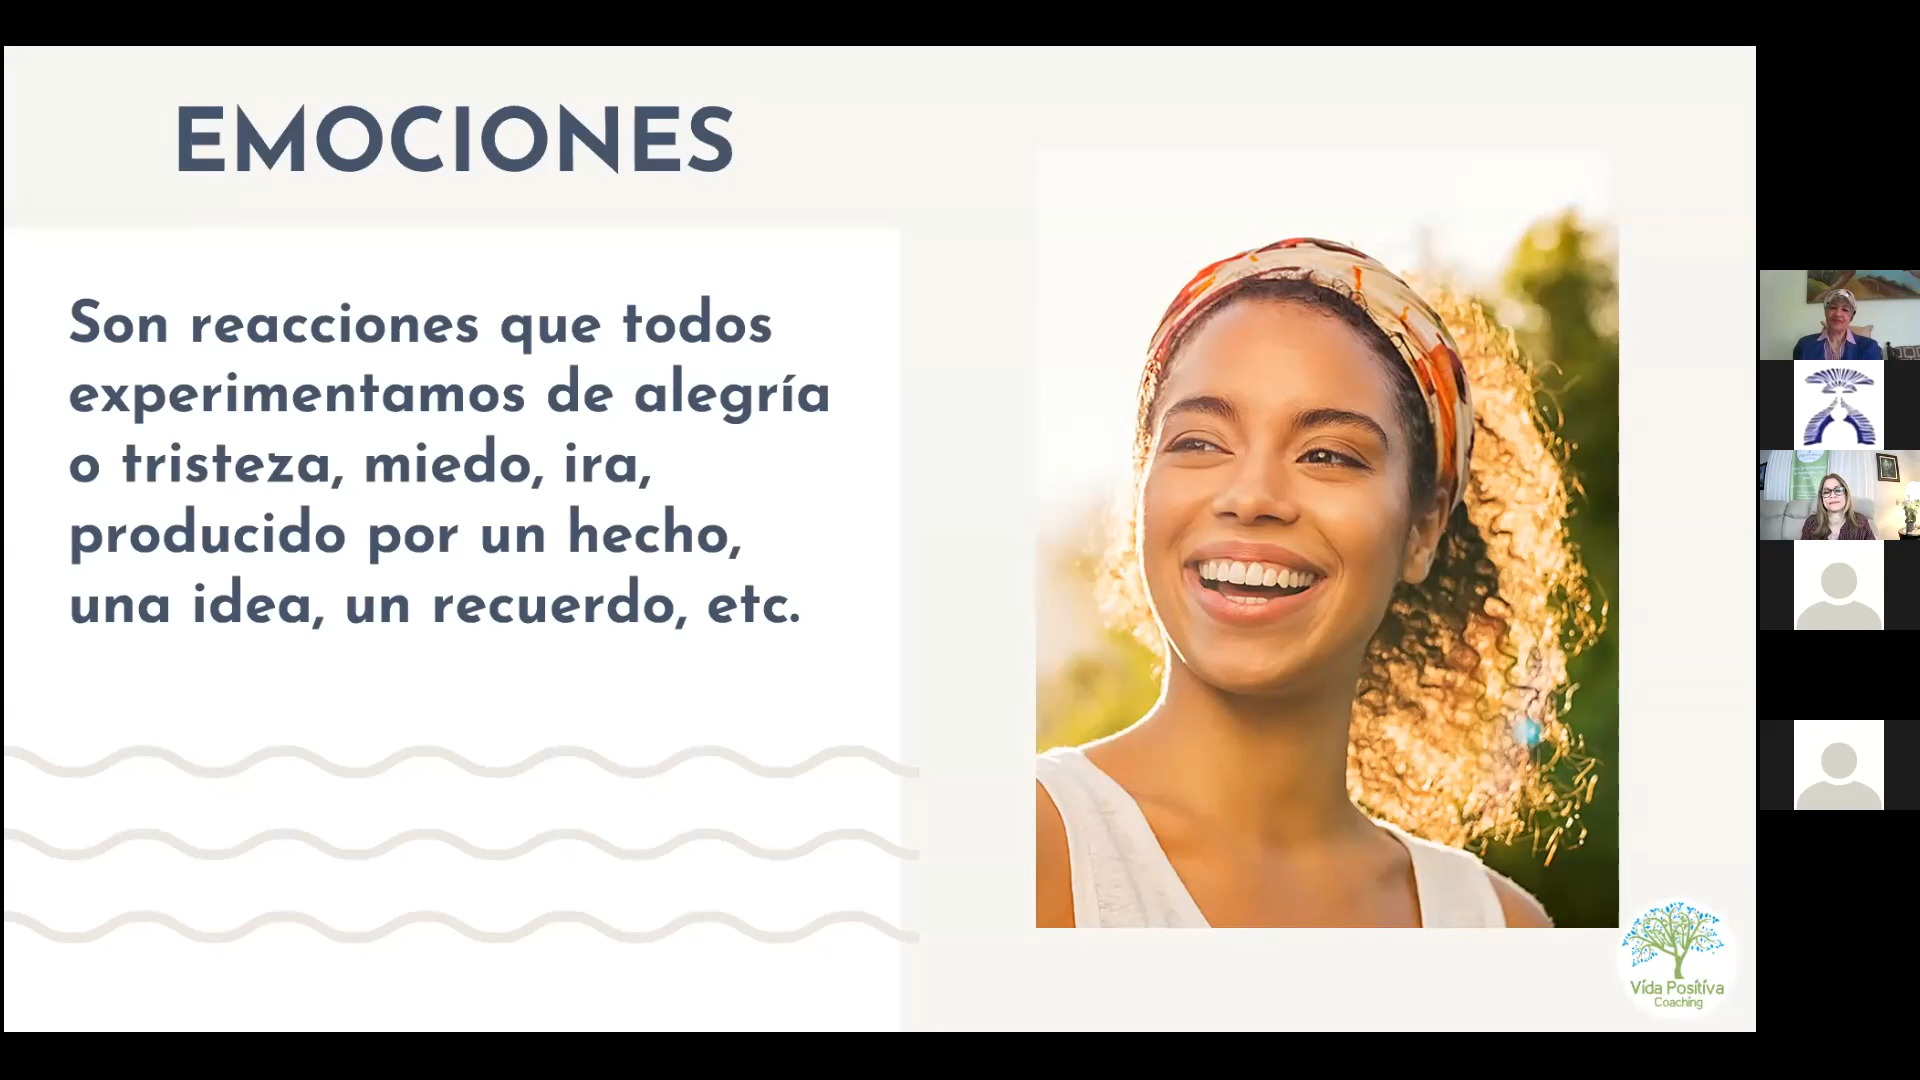 EMOCIONES
Son reacciones que todos
experimentamos de alegría
o tristeza, miedo, ira,
producido por un hecho,
una idea, un recuerdo, etc.
Vida Positiva
Coaching